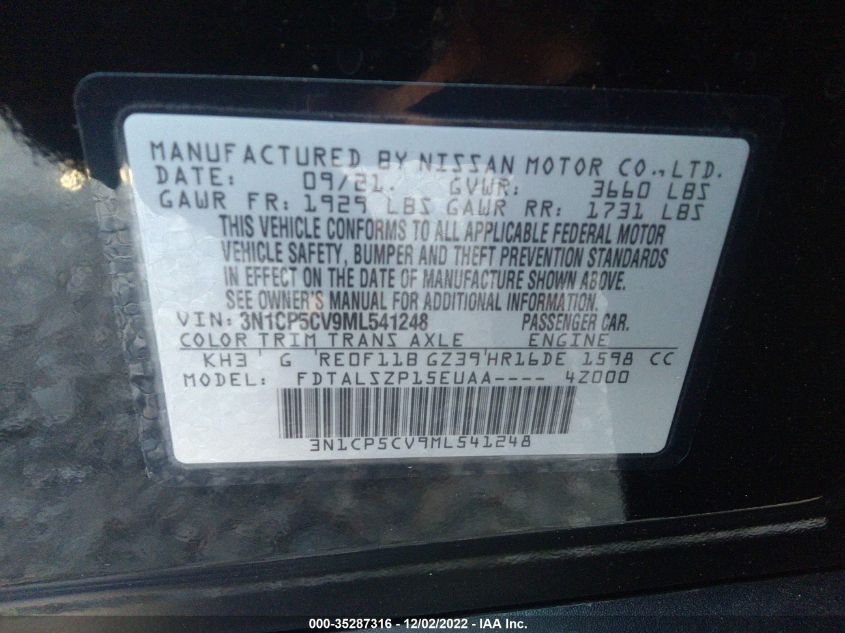 MANUFACTURED BY NISSAN MOTOR CO., LTD.
DATE: 09/21. GVWR: 3660 LBS
GAWR FR: 1929 LBS GAWR RR: 1731 LBS
THIS VEHICLE CONFORMS TO ALL APPLICABLE FEDERAL MOTOR
VEHICLE SAFETY, BUMPER AND THEFT PREVENTION STANDARDS
IN EFFECT ON THE DATE OF MANUFACTURE SHOWN ABOVE.
SEE OWNER'S MANUAL FOR ADDITIONAL INFORMATION.
VIN: 3N1CP5CV9ML541248 PASSENGER CAR.
COLOR TRIM TRANS AXLE ENGINE
KH3 G RE0F11B GZ39 HR16DE 1598 CC
MODEL: FDTALSZP15EUAA---- 4Z000
3N1CP5CV9ML541248
000-35287316 - 12/02/2022 - IAA Inc.